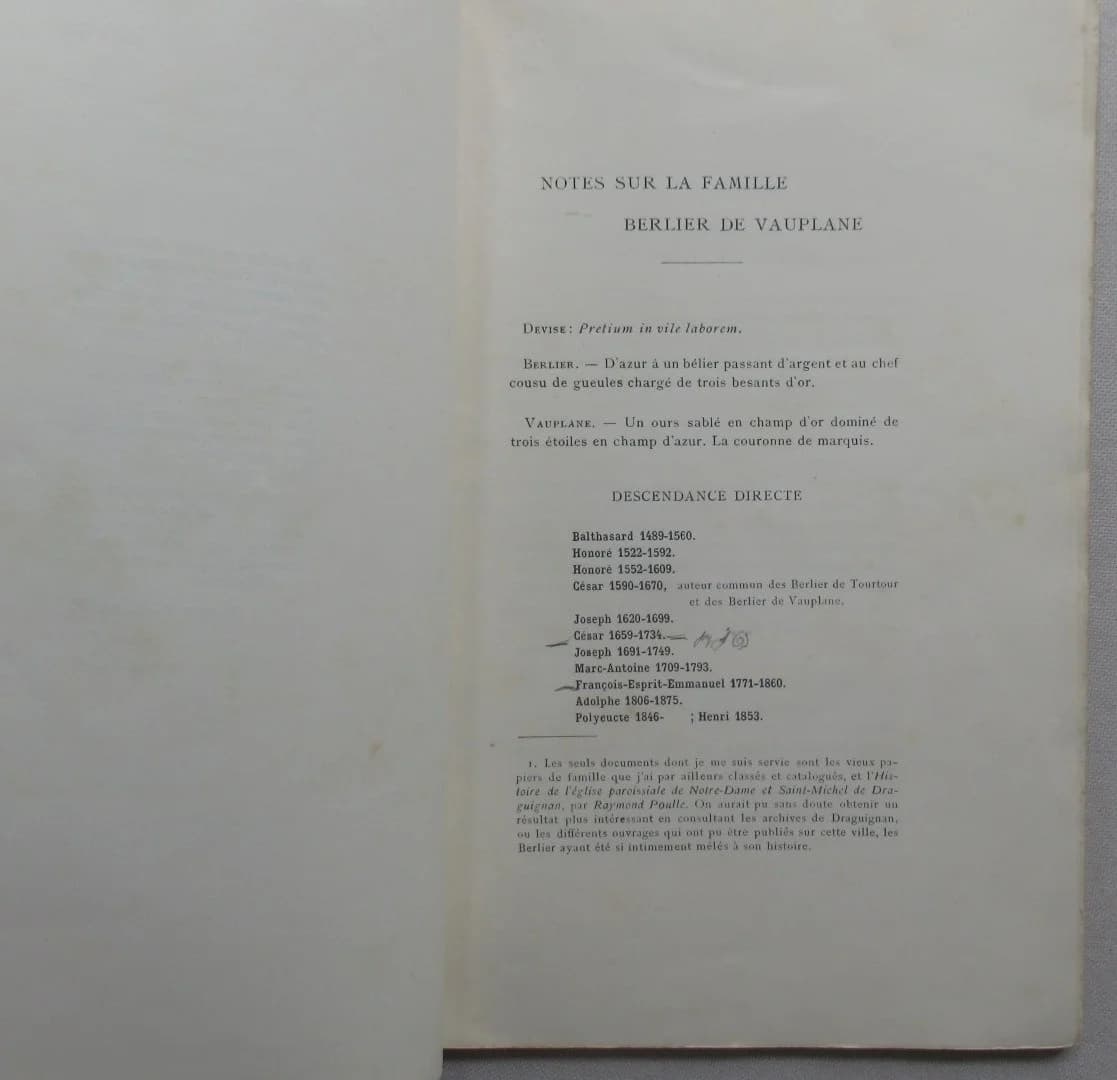 NOTES SUR LA FAMILLE
BERLIER DE VAUPLANE
DEVISE : Pretium in vile laborem.
BERLIER. — D'azur à un bélier passant d'argent et au chef
cousu de gueules chargé de trois besants d'or.
VAUPLANE. — Un ours sablé en champ d'or dominé de
trois étoiles en champ d'azur. La couronne de marquis.
DESCENDANCE DIRECTE
Balthasard 1489-1560.
Honoré 1522-1592.
Honoré 1552-1609.
César 1590-1670, auteur commun des Berlier de Tourtour
et des Berlier de Vauplane.
Joseph 1620-1699.
César 1659-1734.
Joseph 1691-1749.
Marc-Antoine 1709-1793.
François-Esprit-Emmanuel 1771-1860.
Adolphe 1806-1875.
Polyeucte 1846- ; Henri 1853.
1. Les seuls documents dont je me suis servie sont les vieux pa-
piers de famille que j'ai par ailleurs classés et catalogués, et l'His-
toire de l'église paroissiale de Notre-Dame et Saint-Michel de Dra-
guignan, par Raymond Poulle. On aurait pu sans doute obtenir un
résultat plus intéressant en consultant les archives de Draguignan,
ou les différents ouvrages qui ont pu être publiés sur cette ville, les
Berlier ayant été si intimement mêlés à son histoire.